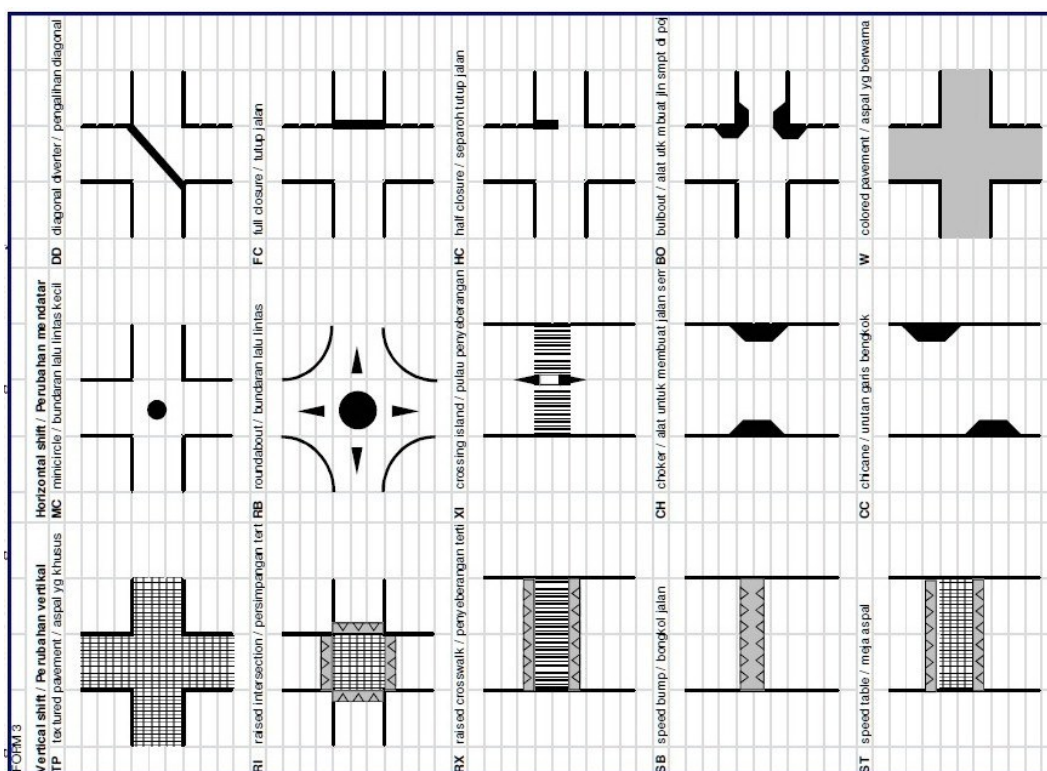 FORM 3
Vertical shift / Perubahan vertikal
TP textured pavement / aspal yg khusus
RI raised intersection / persimpangan tert
RX raised crosswalk / penyeberangan terti
SB speed bump / bongkol jalan
ST speed table / meja aspal
Horizontal shift / Perubahan mendatar
MC minicircle / bundaran lalu lintas kecil
RB roundabout / bundaran lalu lintas
XI crossing island / pulau penyeberangan
CH choker / alat untuk membuat jalan sem
CC chicane / urutan garis bengkok
DD diagonal diverter / pengalihan diagonal
FC full closure / tutup jalan
HC half closure / separoh tutup jalan
BO bulbout / alat utk mbuat jln smpt di poj
W colored pavement / aspal yg berwarna